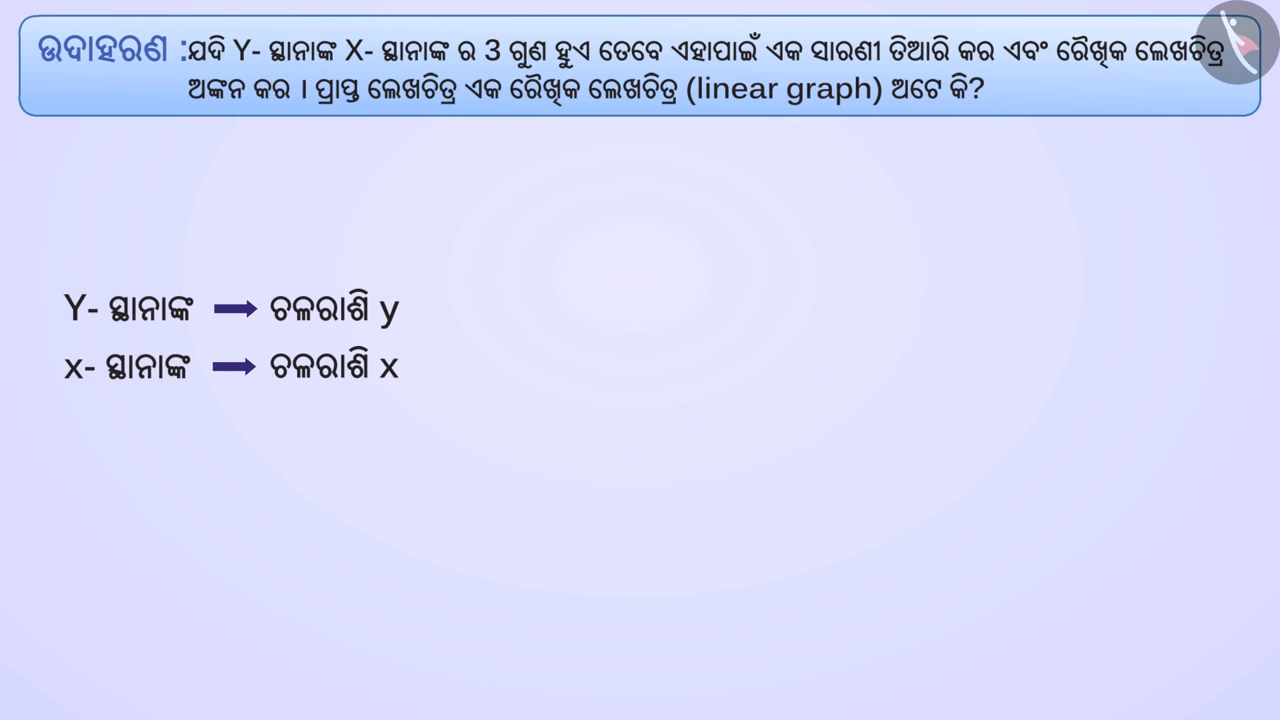 ଉଦାହରଣ :ଯଦି Y- ସ୍ଥାନାଙ୍କ X- ସ୍ଥାନାଙ୍କ ର 3 ଗୁଣ ହୁଏ ତେବେ ଏହାପାଇଁ ଏକ ସାରଣୀ ତିଆରି କର ଏବଂ ରୈଖିକ ଲେଖଚିତ୍ର
ଅଙ୍କନ କର । ପ୍ରାପ୍ତ ଲେଖଚିତ୍ର ଏକ ରୈଖିକ ଲେଖଚିତ୍ର (linear graph) ଅଟେ କି?
Y- ସ୍ଥାନାଙ୍କ ➡ ଚଳରାଶି y
x- ସ୍ଥାନାଙ୍କ ➡ ଚଳରାଶି x